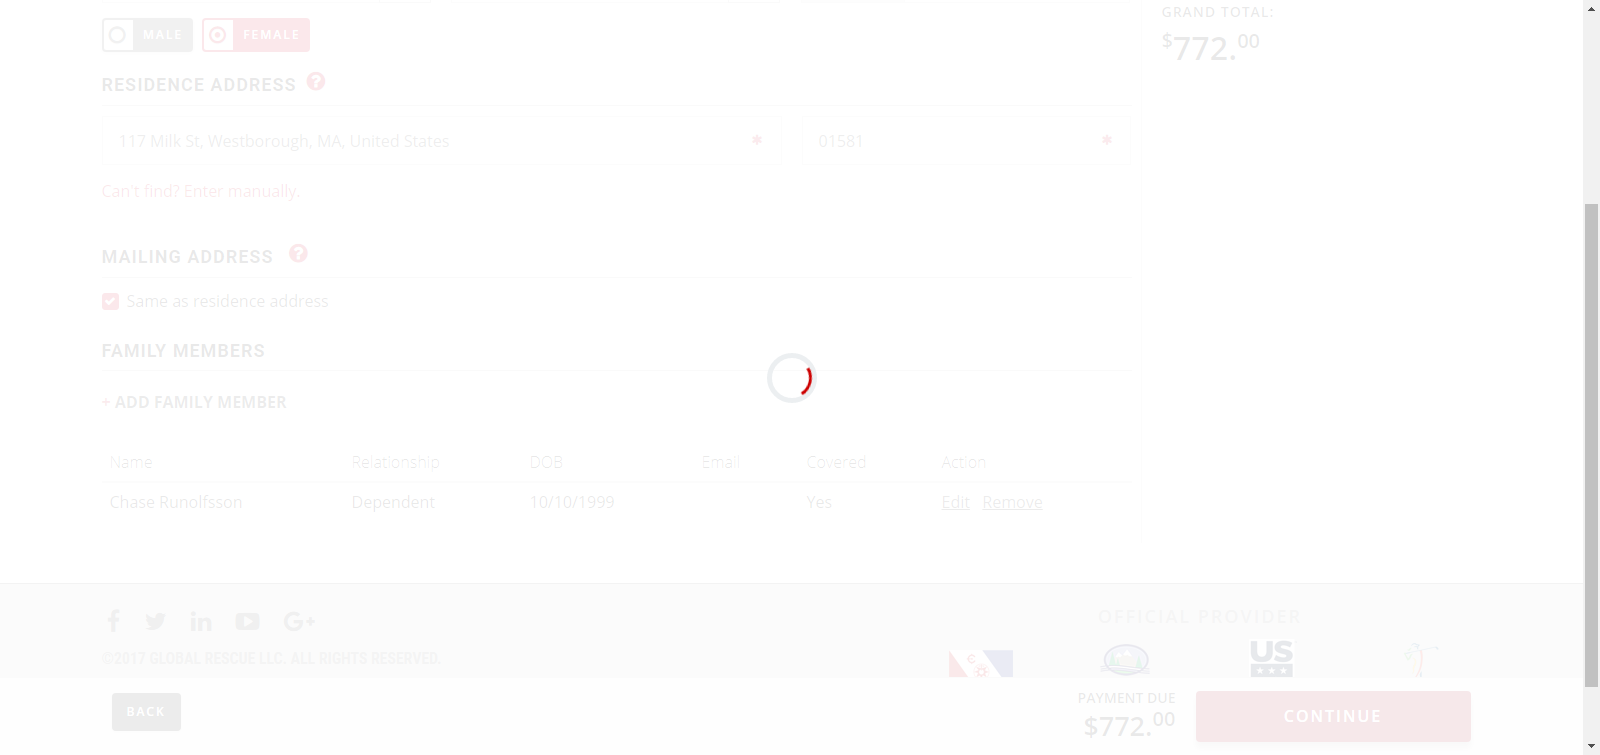 GRAND TOTAL:
$772.00
MALE FEMALE
RESIDENCE ADDRESS ?
117 Milk St, Westborough, MA, United States * 01581 *
Can't find? Enter manually.
MAILING ADDRESS ?
Same as residence address
FAMILY MEMBERS
+ ADD FAMILY MEMBER
Name Relationship DOB Email Covered Action
Chase Runolfsson Dependent 10/10/1999 Yes Edit Remove
OFFICIAL PROVIDER
©2017 GLOBAL RESCUE LLC. ALL RIGHTS RESERVED.
US
BACK
PAYMENT DUE
$772.00
CONTINUE